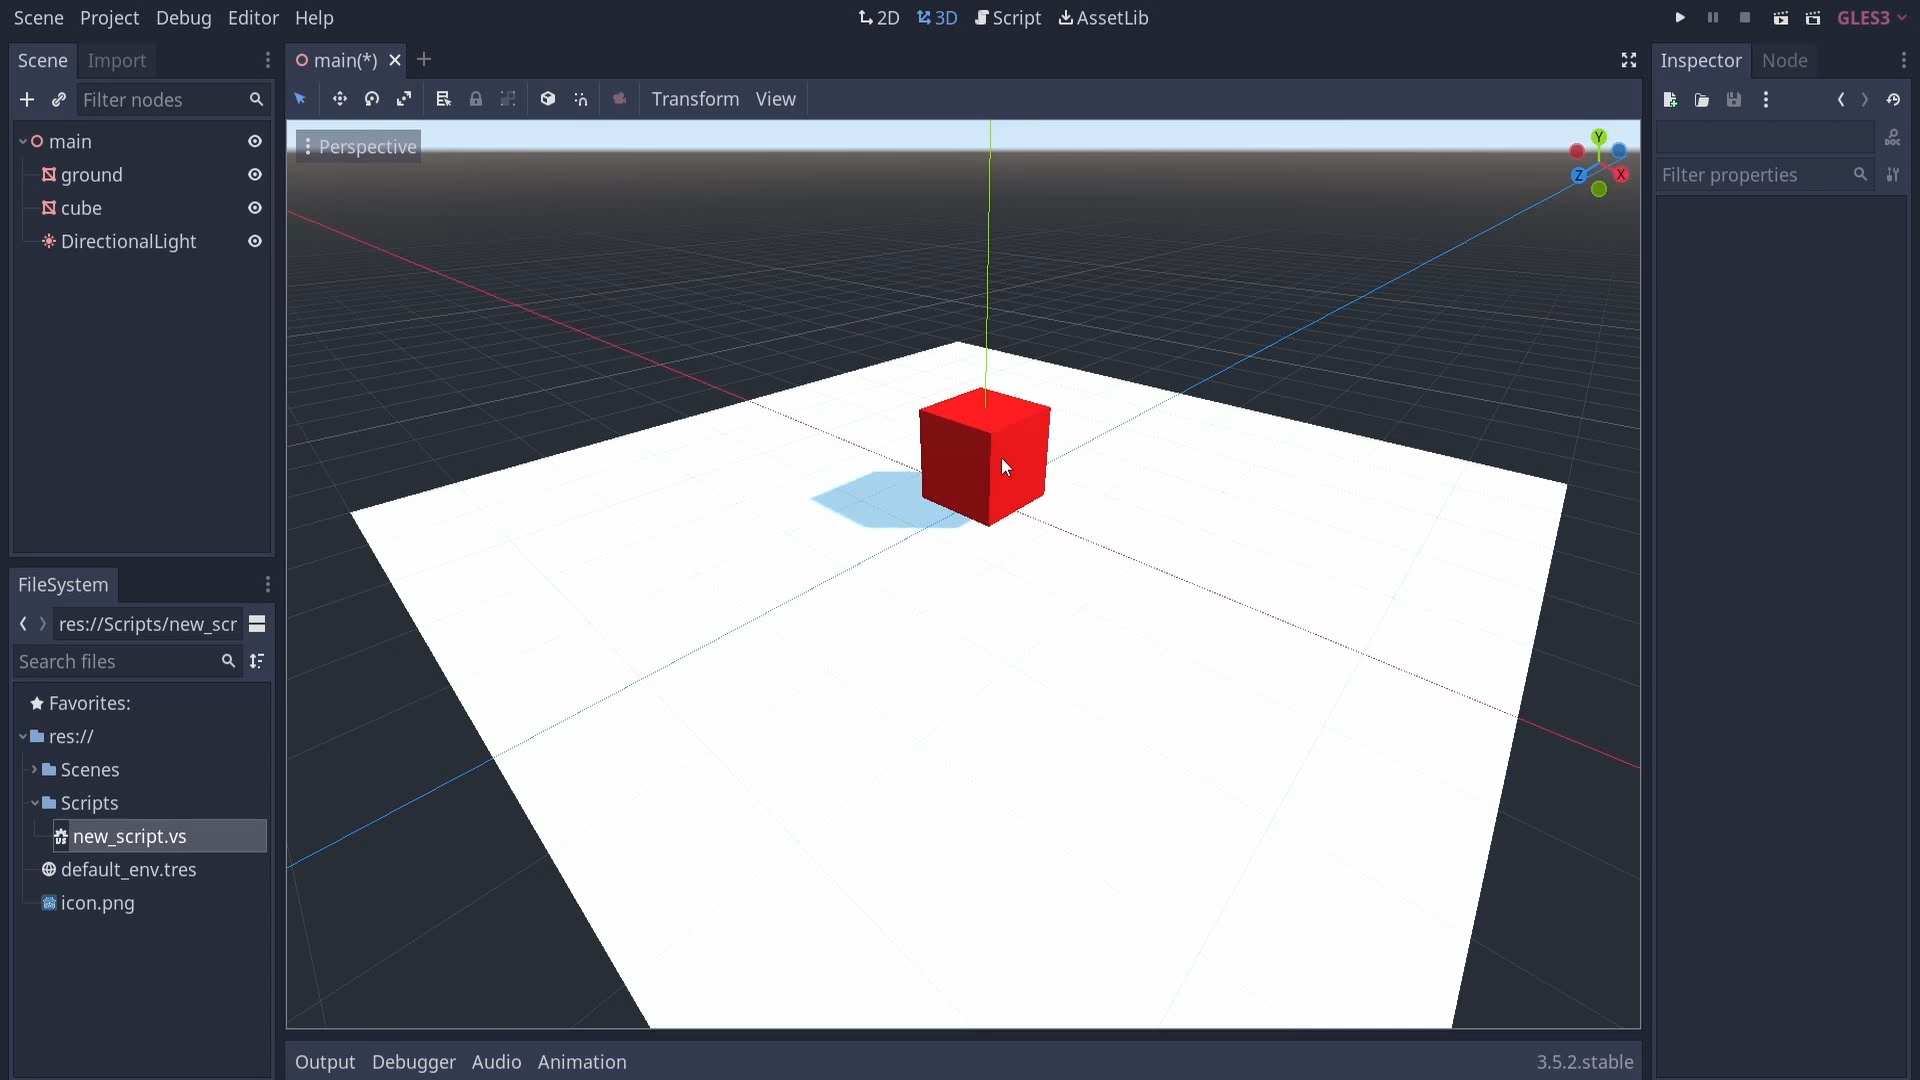 Scene Project Debug Editor Help
2D 3D Script AssetLib
GLES3
Scene Import
main(*)
Inspector Node
Filter nodes
Transform View
Perspective
Y
Z X
DOC
Filter properties
main
ground
cube
DirectionalLight
FileSystem
res://Scripts/new_scr
Search files
Favorites:
res://
Scenes
Scripts
VS new_script.vs
default_env.tres
icon.png
Output Debugger Audio Animation
3.5.2.stable